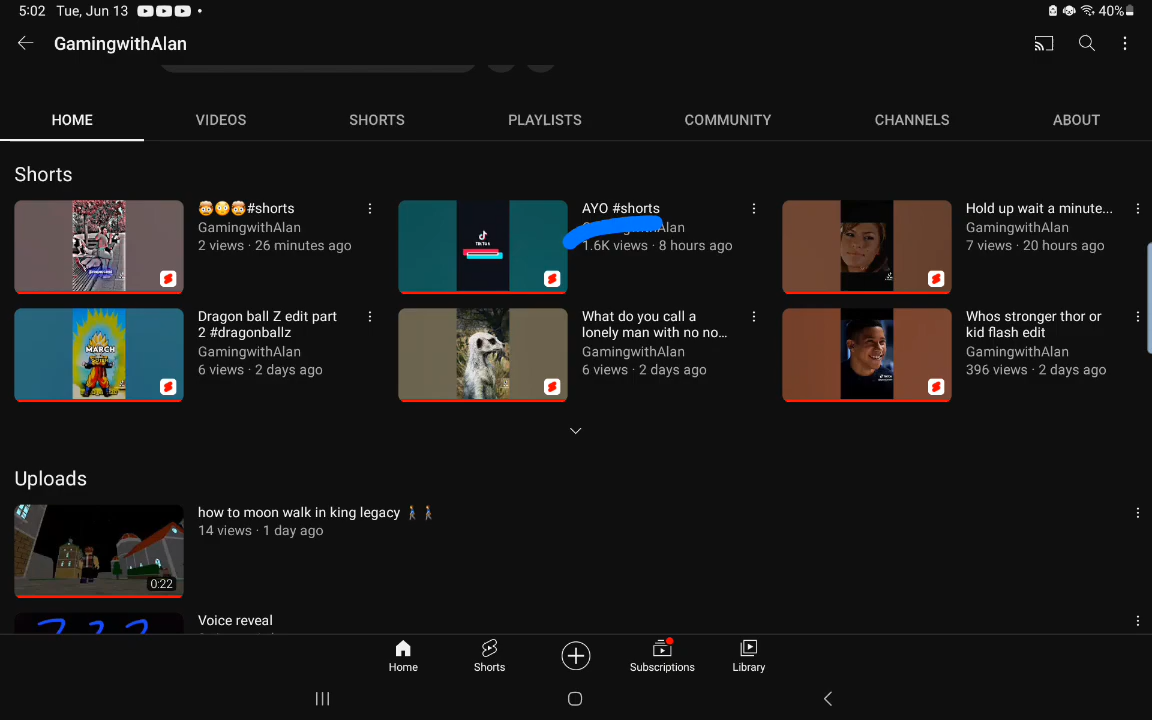 5:02 Tue, Jun 13
40%
GamingwithAlan
HOME VIDEOS SHORTS PLAYLISTS COMMUNITY CHANNELS ABOUT
Shorts
🤯😳🤯#shorts
GamingwithAlan
2 views · 26 minutes ago
TikTok
AYO #shorts
GamingwithAlan
1.6K views · 8 hours ago
Hold up wait a minute...
GamingwithAlan
7 views · 20 hours ago
MARCH
Dragon ball Z edit part
2 #dragonballz
GamingwithAlan
6 views · 2 days ago
What do you call a
lonely man with no no...
GamingwithAlan
6 views · 2 days ago
Whos stronger thor or
kid flash edit
GamingwithAlan
396 views · 2 days ago
Uploads
how to moon walk in king legacy 🚶🚶
14 views · 1 day ago
0:22
Voice reveal
Home Shorts Subscriptions Library